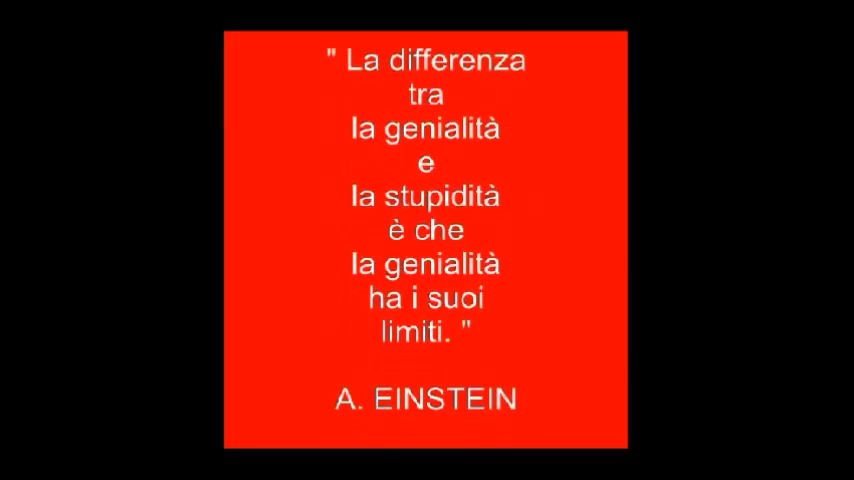 " La differenza
tra
la genialità
e
la stupidità
è che
la genialità
ha i suoi
limiti. "
A. EINSTEIN